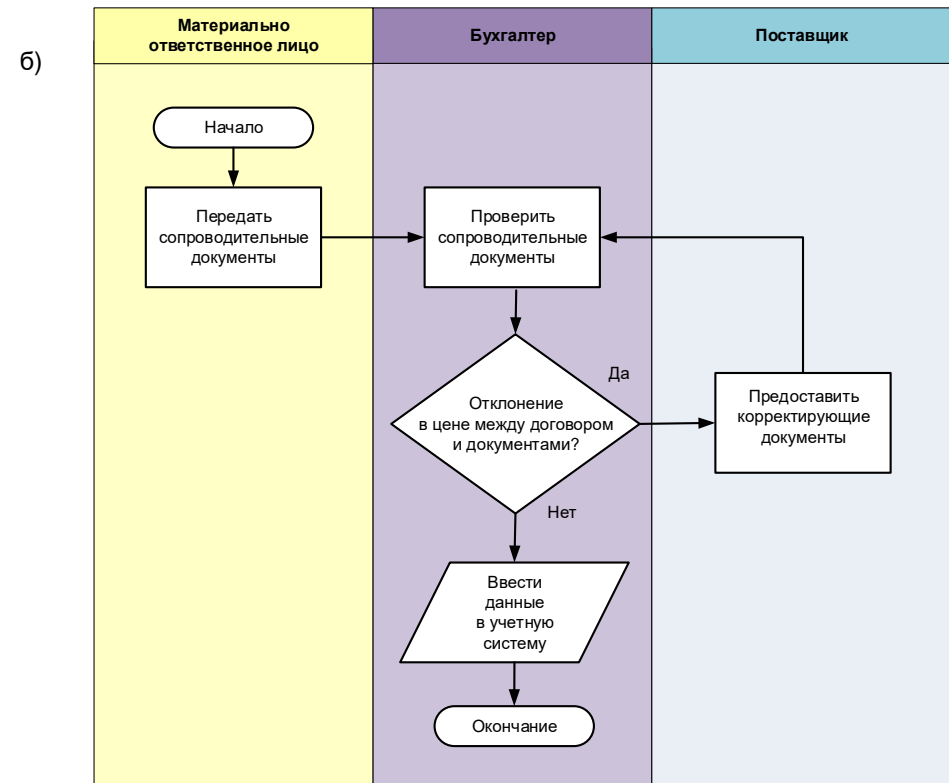 б)
Материально
ответственное лицо
Бухгалтер
Поставщик
Начало
Передать
сопроводительные
документы
Проверить
сопроводительные
документы
Отклонение
в цене между договором
и документами?
Да
Предоставить
корректирующие
документы
Нет
Ввести
данные
в учетную
систему
Окончание